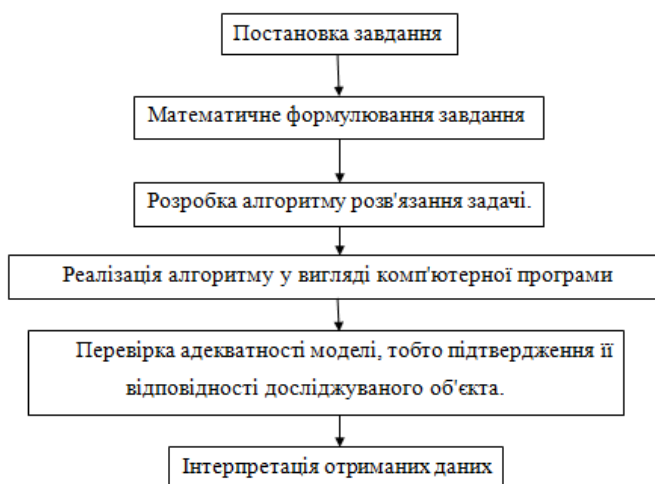 Постановка завдання
Математичне формулювання завдання
Розробка алгоритму розв'язання задачі.
Реалізація алгоритму у вигляді комп'ютерної програми
Перевірка адекватності моделі, тобто підтвердження її
відповідності досліджуваного об'єкта.
Інтерпретація отриманих даних